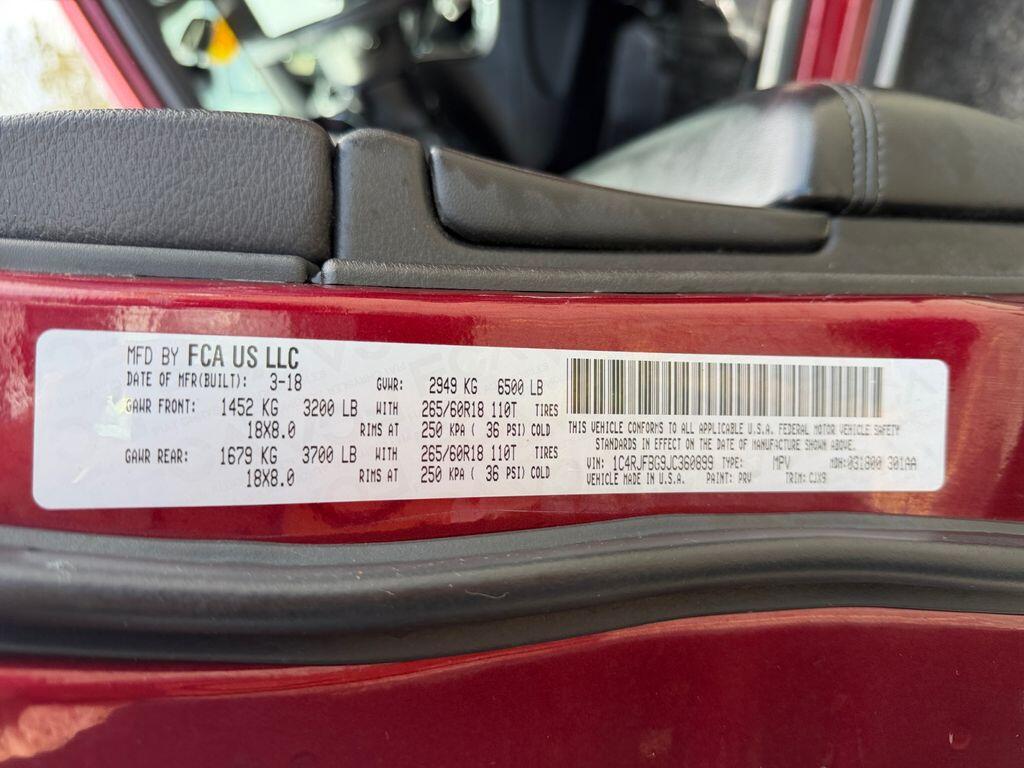 MFD BY FCA US LLC
DATE OF MFR(BUILT): 3-18 GVWR: 2949 KG 6500 LB
GAWR FRONT: 1452 KG 3200 LB WITH 265/60R18 110T TIRES
18X8.0 RIMS AT 250 KPA ( 36 PSI) COLD
GAWR REAR: 1679 KG 3700 LB WITH 265/60R18 110T TIRES
18X8.0 RIMS AT 250 KPA ( 36 PSI) COLD
THIS VEHICLE CONFORMS TO ALL APPLICABLE U.S.A. FEDERAL MOTOR VEHICLE SAFETY
STANDARDS IN EFFECT ON THE DATE OF MANUFACTURE SHOWN ABOVE.
VIN: 1C4RJFBG9JC360899 TYPE: MPV MDH: 031800 301AA
VEHICLE MADE IN U.S.A. PAINT: PRV TRIM: CJX9